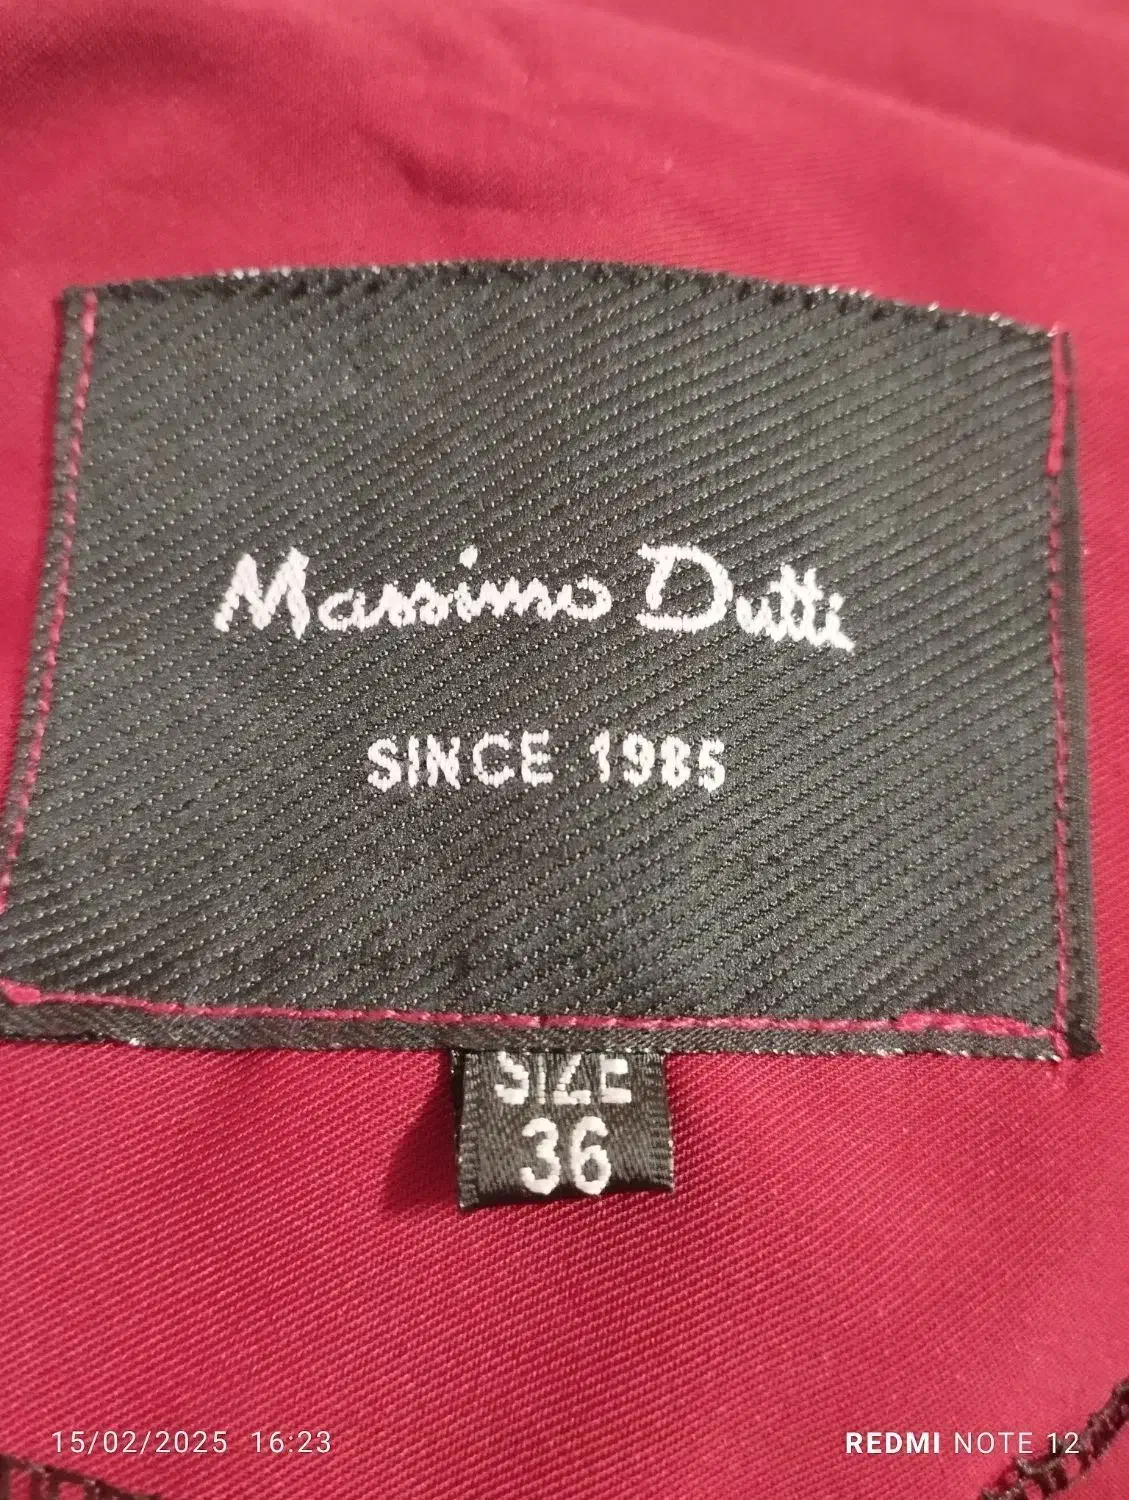 Massimo Dutti
SINCE 1985
SIZE
36
15/02/2025 16:23
REDMI NOTE 12